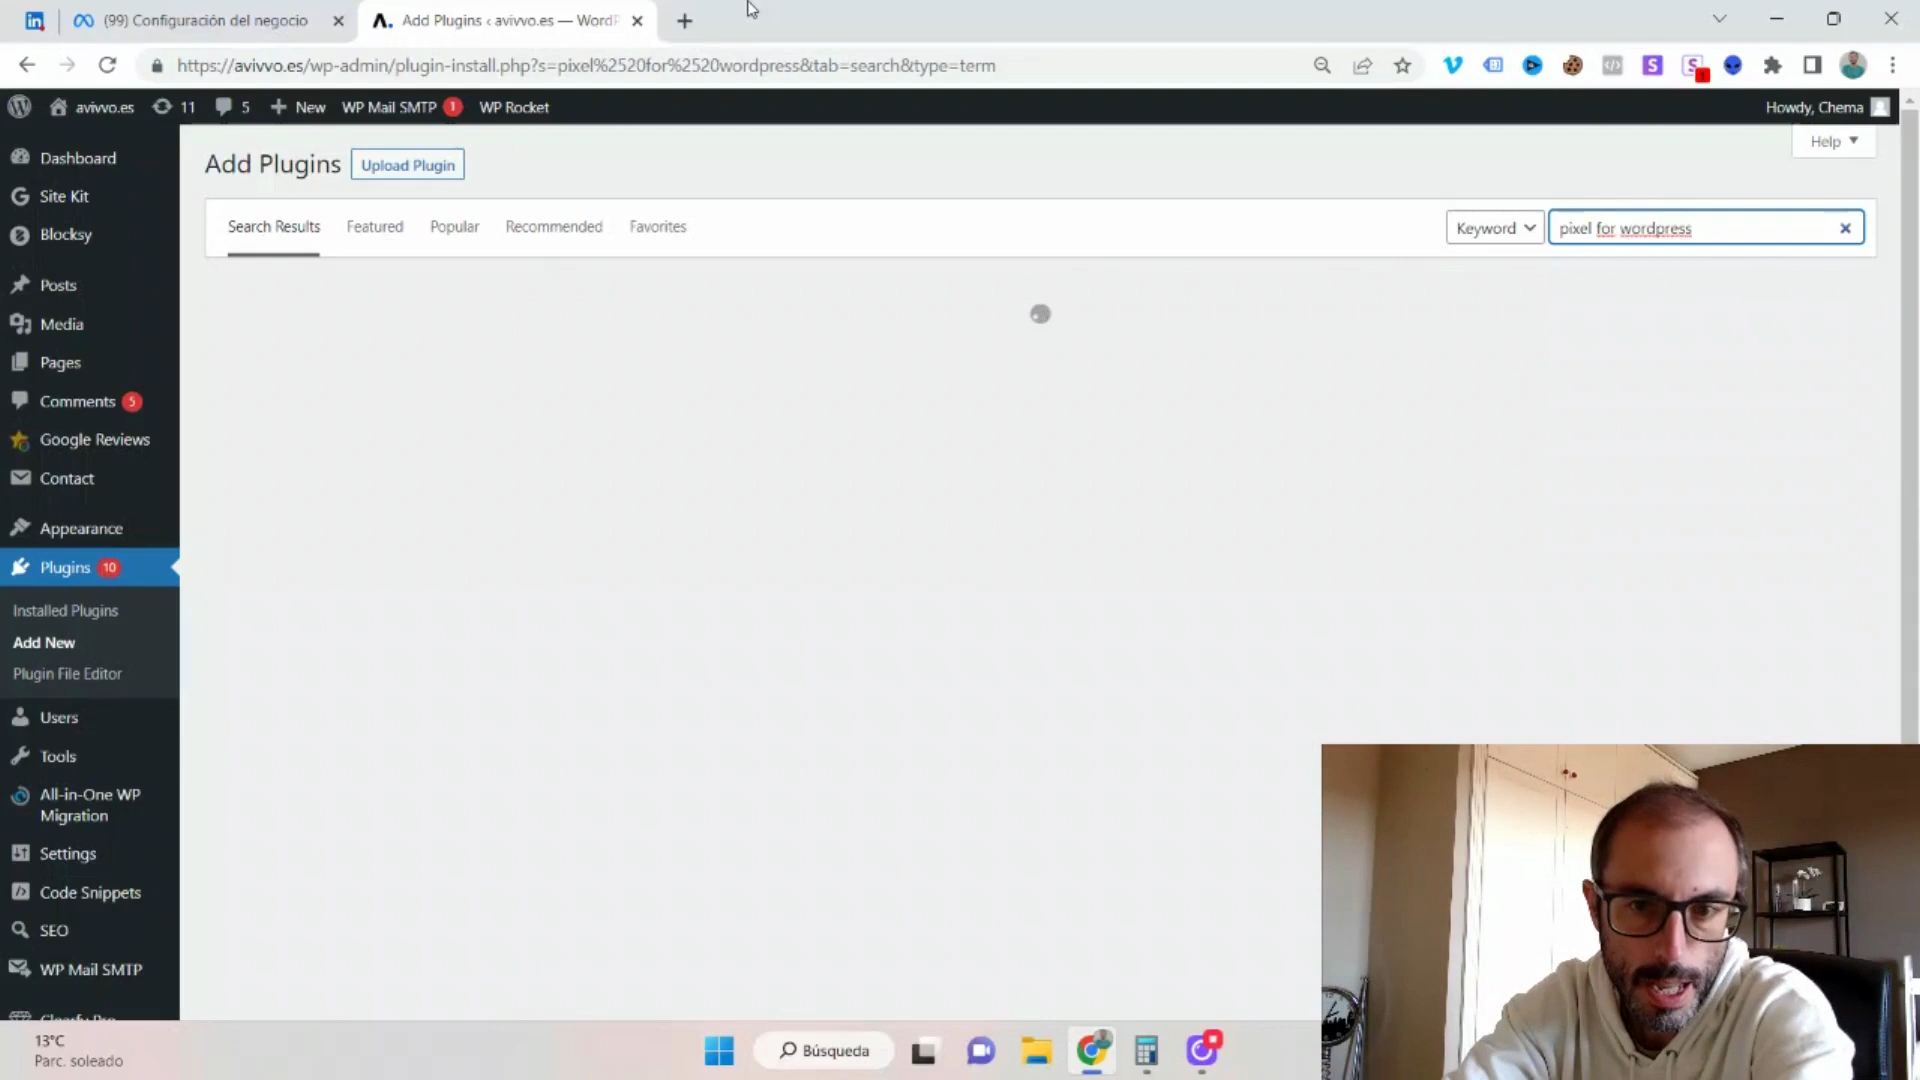 (99) Configuración del negocio
Add Plugins ‹ avivvo.es — WordP
https://avivvo.es/wp-admin/plugin-install.php?s=pixel%2520for%2520wordpress&tab=search&type=term
avivvo.es
11
5
New
WP Mail SMTP 1
WP Rocket
Howdy, Chema
Dashboard
Site Kit
Blocksy
Posts
Media
Pages
Comments 5
Google Reviews
Contact
Appearance
Plugins 10
Installed Plugins
Add New
Plugin File Editor
Users
Tools
All-in-One WP
Migration
Settings
Code Snippets
SEO
WP Mail SMTP
Add Plugins
Upload Plugin
Help
Search Results
Featured
Popular
Recommended
Favorites
Keyword
pixel for wordpress
13°C
Parc. soleado
Búsqueda